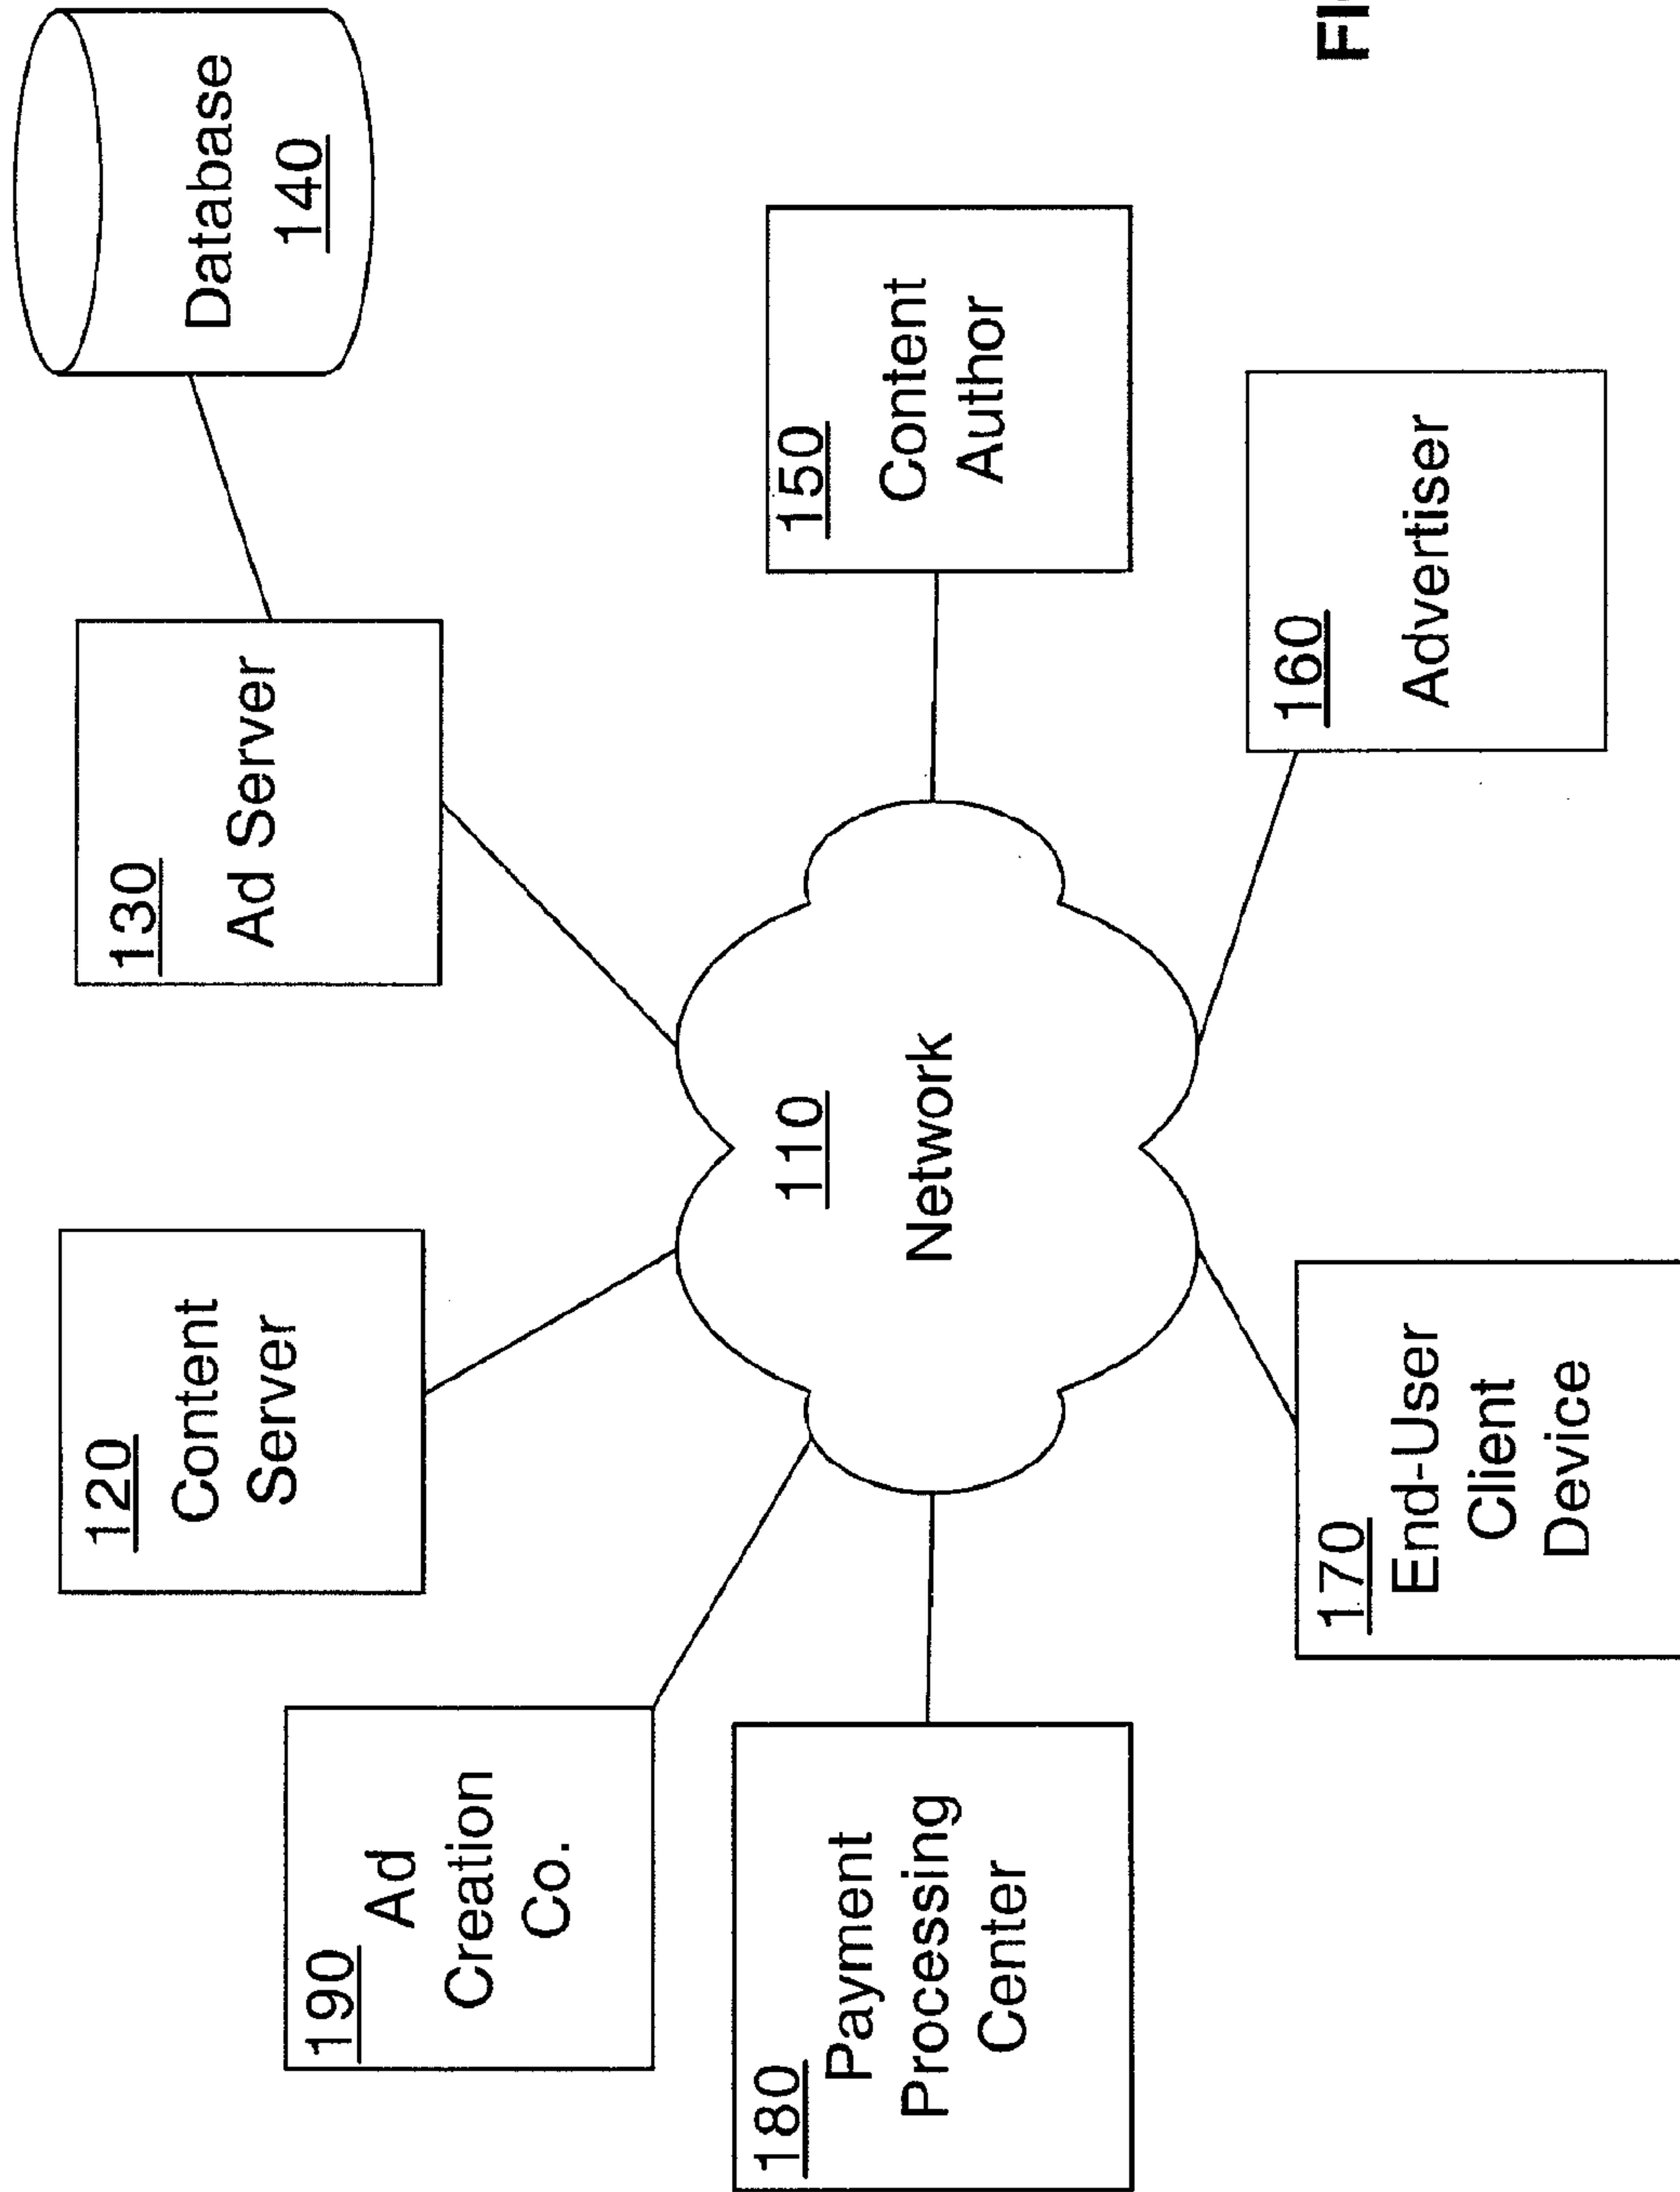 190
Ad
Creation
Co.
120
Content
Server
130
Ad Server
Database
140
180
Payment
Processing
Center
110
Network
150
Content
Author
170
End-User
Client
Device
160
Advertiser